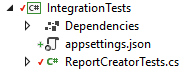 C# IntegrationTests
Dependencies
appsettings.json
C# ReportCreatorTests.cs